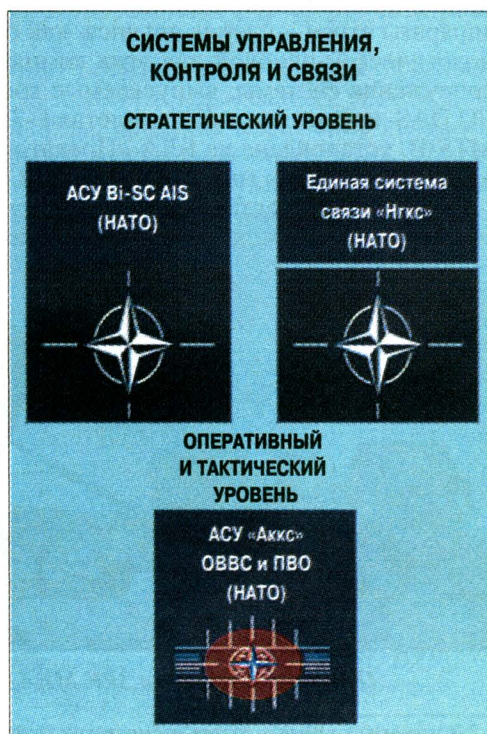 СИСТЕМЫ УПРАВЛЕНИЯ,
КОНТРОЛЯ И СВЯЗИ
СТРАТЕГИЧЕСКИЙ УРОВЕНЬ
АСУ Bi-SC AIS
(НАТО)
Единая система
связи «Нгкс»
(НАТО)
ОПЕРАТИВНЫЙ
И ТАКТИЧЕСКИЙ
УРОВЕНЬ
АСУ «Аккс»
ОВВС и ПВО
(НАТО)